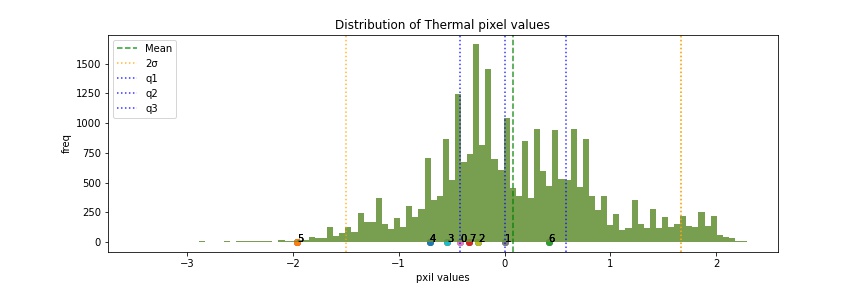 Distribution of Thermal pixel values
Mean
2σ
q1
q2
q3
freq
1500
1250
1000
750
500
250
0
5 4 3 0 7 2 1 6
−3 −2 −1 0 1 2
pxil values